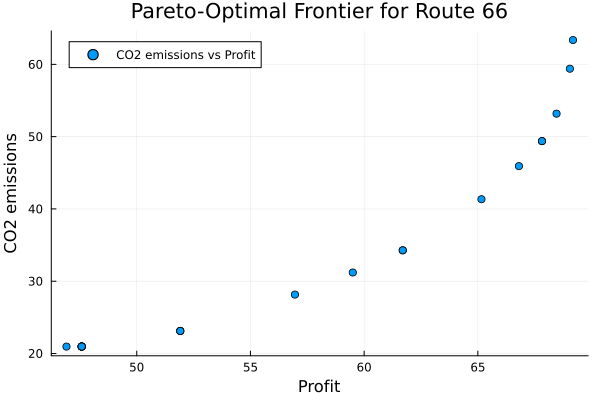 Pareto-Optimal Frontier for Route 66
CO2 emissions vs Profit
CO2 emissions
60
50
40
30
20
50
55
60
65
Profit